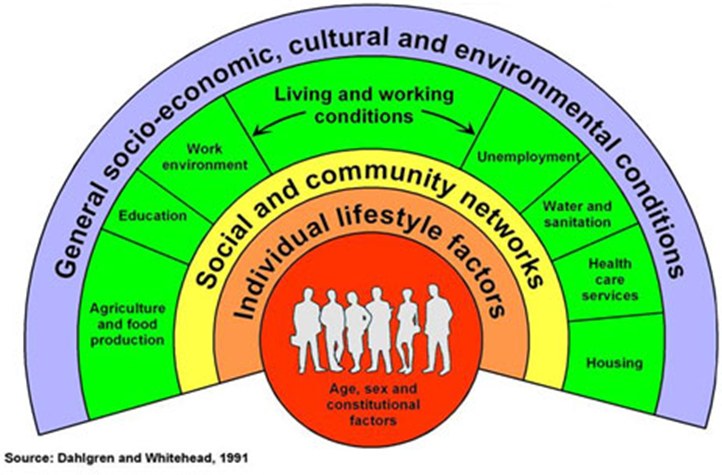 General socio-economic, cultural and environmental conditions
Living and working
conditions
Work
environment
Unemployment
Education
Water and
sanitation
Agriculture
and food
production
Health
care
services
Housing
Social and community networks
Individual lifestyle factors
Age, sex and
constitutional
factors
Source: Dahlgren and Whitehead, 1991